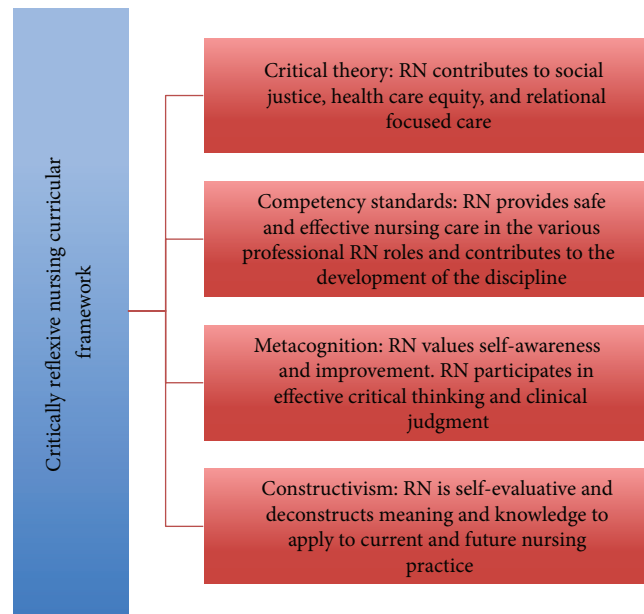 Critically reflexive nursing curricular
framework
Critical theory: RN contributes to social
justice, health care equity, and relational
focused care
Competency standards: RN provides safe
and effective nursing care in the various
professional RN roles and contributes to the
development of the discipline
Metacognition: RN values self-awareness
and improvement. RN participates in
effective critical thinking and clinical
judgment
Constructivism: RN is self-evaluative and
deconstructs meaning and knowledge to
apply to current and future nursing
practice